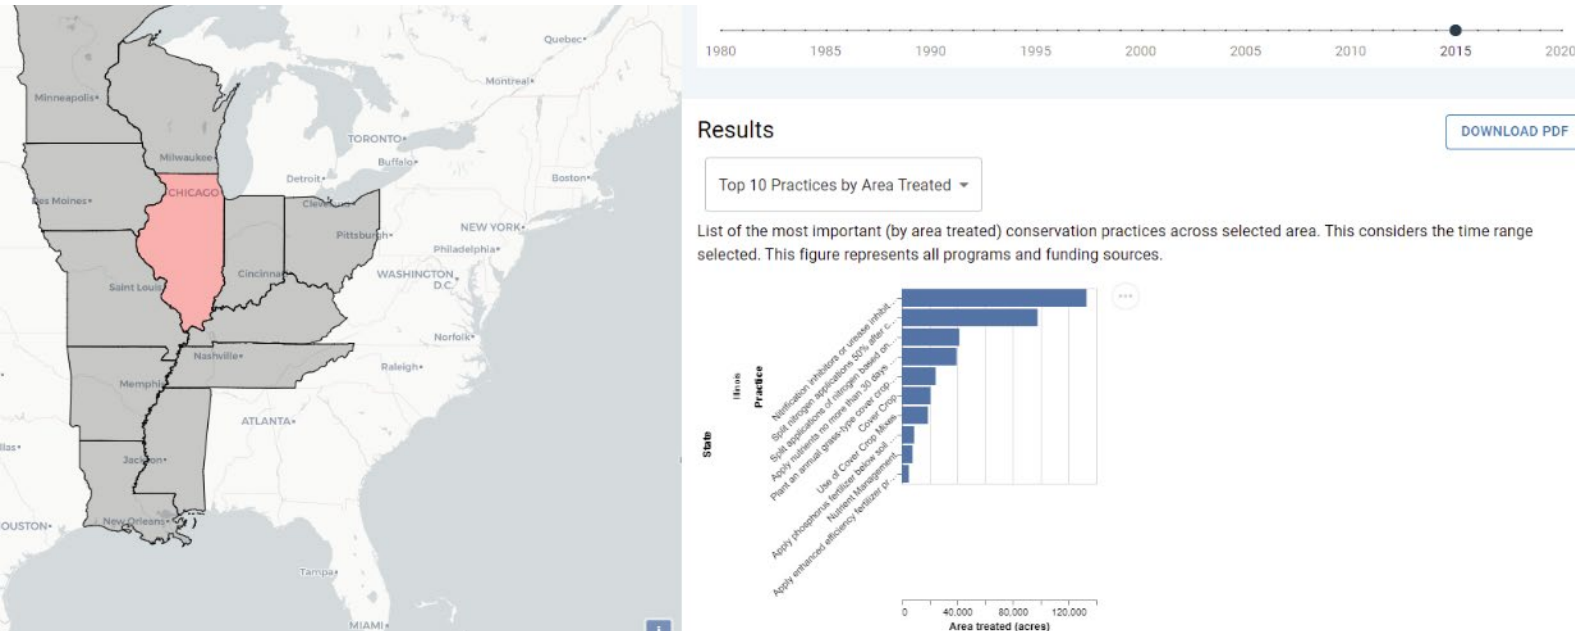 Quebec
Montreal
Minneapolis
TORONTO
Milwaukee
Buffalo
Detroit
Boston
CHICAGO
Des Moines
Cleveland
NEW YORK
Pittsburgh
Philadelphia
Cincinnati
WASHINGTON
D.C.
Saint Louis
Norfolk
Nashville
Raleigh
Memphis
ATLANTA
llas
Jackson
New Orleans
OUSTON
Tampa
MIAMI
i
1980 1985 1990 1995 2000 2005 2010 2015 2020
Results
DOWNLOAD PDF
Top 10 Practices by Area Treated
List of the most important (by area treated) conservation practices across selected area. This considers the time range
selected. This figure represents all programs and funding sources.
State
Illinois
Practice
Nitrification inhibitors or urease inhibit...
Split nitrogen applications 50% after c...
Split applications of nitrogen based on...
Apply nutrients no more than 30 days ...
Plant an annual grass-type cover crop...
Cover Crop
Use of Cover Crop Mixes
Apply phosphorus fertilizer below soil ...
Nutrient Management
Apply enhanced efficiency fertilizer pr...
0 40,000 80,000 120,000
Area treated (acres)